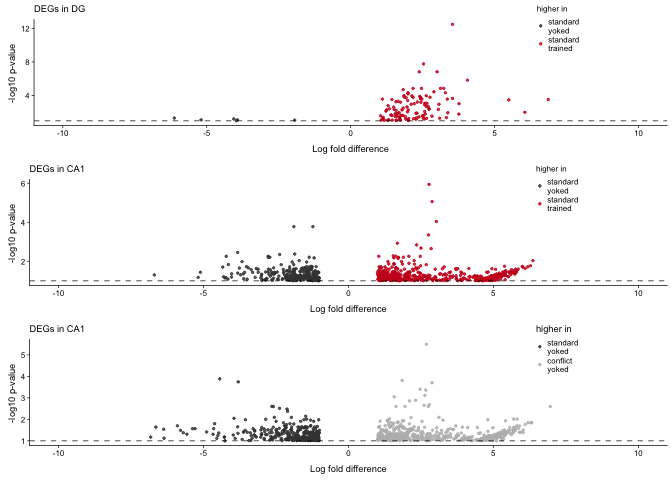 DEGs in DG
higher in
standard
yoked
standard
trained
-log10 p-value
12
8
4
-10
-5
0
5
10
Log fold difference
DEGs in CA1
higher in
standard
yoked
standard
trained
-log10 p-value
6
4
2
-10
-5
0
5
10
Log fold difference
DEGs in CA1
higher in
standard
yoked
conflict
yoked
-log10 p-value
5
4
3
2
1
-10
-5
0
5
10
Log fold difference